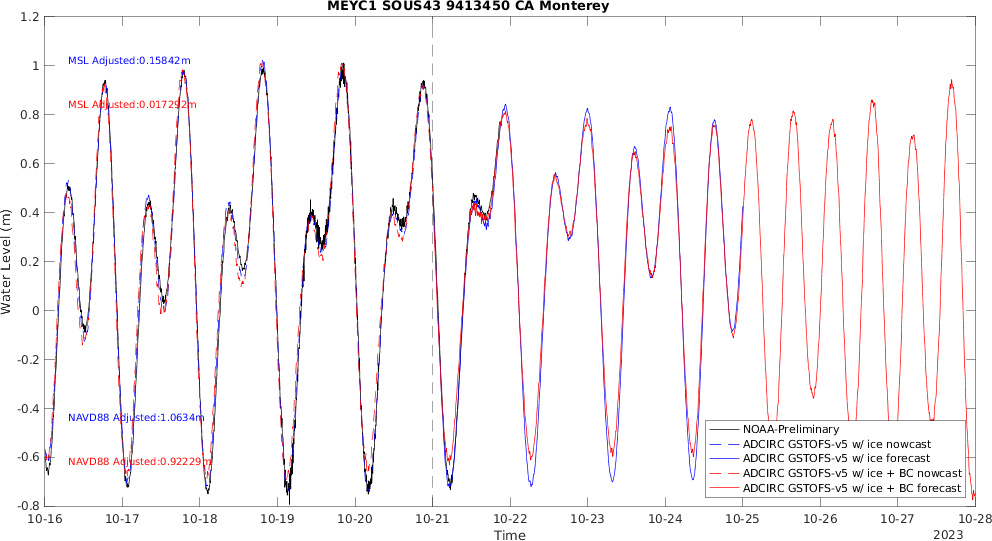 MEYC1 SOUS43 9413450 CA Monterey
1.2
1
0.8
0.6
0.4
0.2
0
-0.2
-0.4
-0.6
-0.8
Water Level (m)
MSL Adjusted:0.15842m
MSL Adjusted:0.017292m
NAVD88 Adjusted:1.0634m
NAVD88 Adjusted:0.92229m
NOAA-Preliminary
ADCIRC GSTOFS-v5 w/ ice nowcast
ADCIRC GSTOFS-v5 w/ ice forecast
ADCIRC GSTOFS-v5 w/ ice + BC nowcast
ADCIRC GSTOFS-v5 w/ ice + BC forecast
10-16 10-17 10-18 10-19 10-20 10-21 10-22 10-23 10-24 10-25 10-26 10-27 10-28
Time
2023